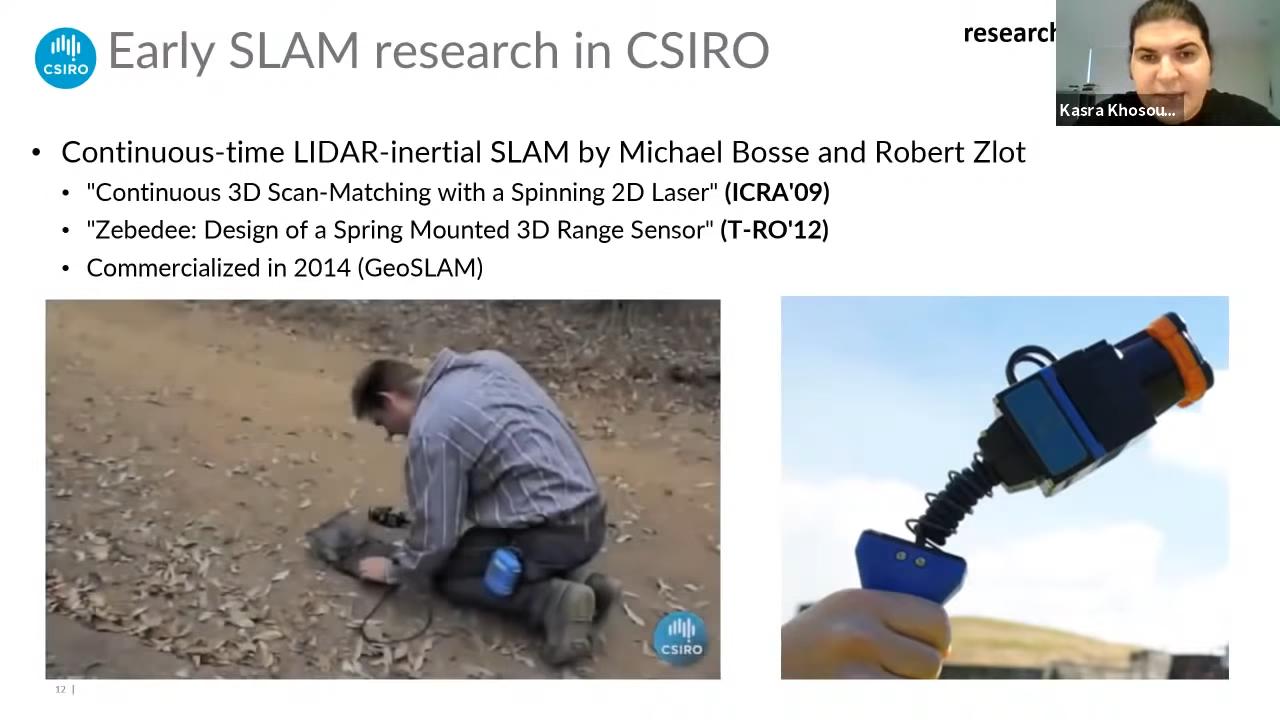 CSIRO
Early SLAM research in CSIRO
research
Kasra Khosou...
• Continuous-time LIDAR-inertial SLAM by Michael Bosse and Robert Zlot
• "Continuous 3D Scan-Matching with a Spinning 2D Laser" (ICRA'09)
• "Zebedee: Design of a Spring Mounted 3D Range Sensor" (T-RO'12)
• Commercialized in 2014 (GeoSLAM)
CSIRO
12 |